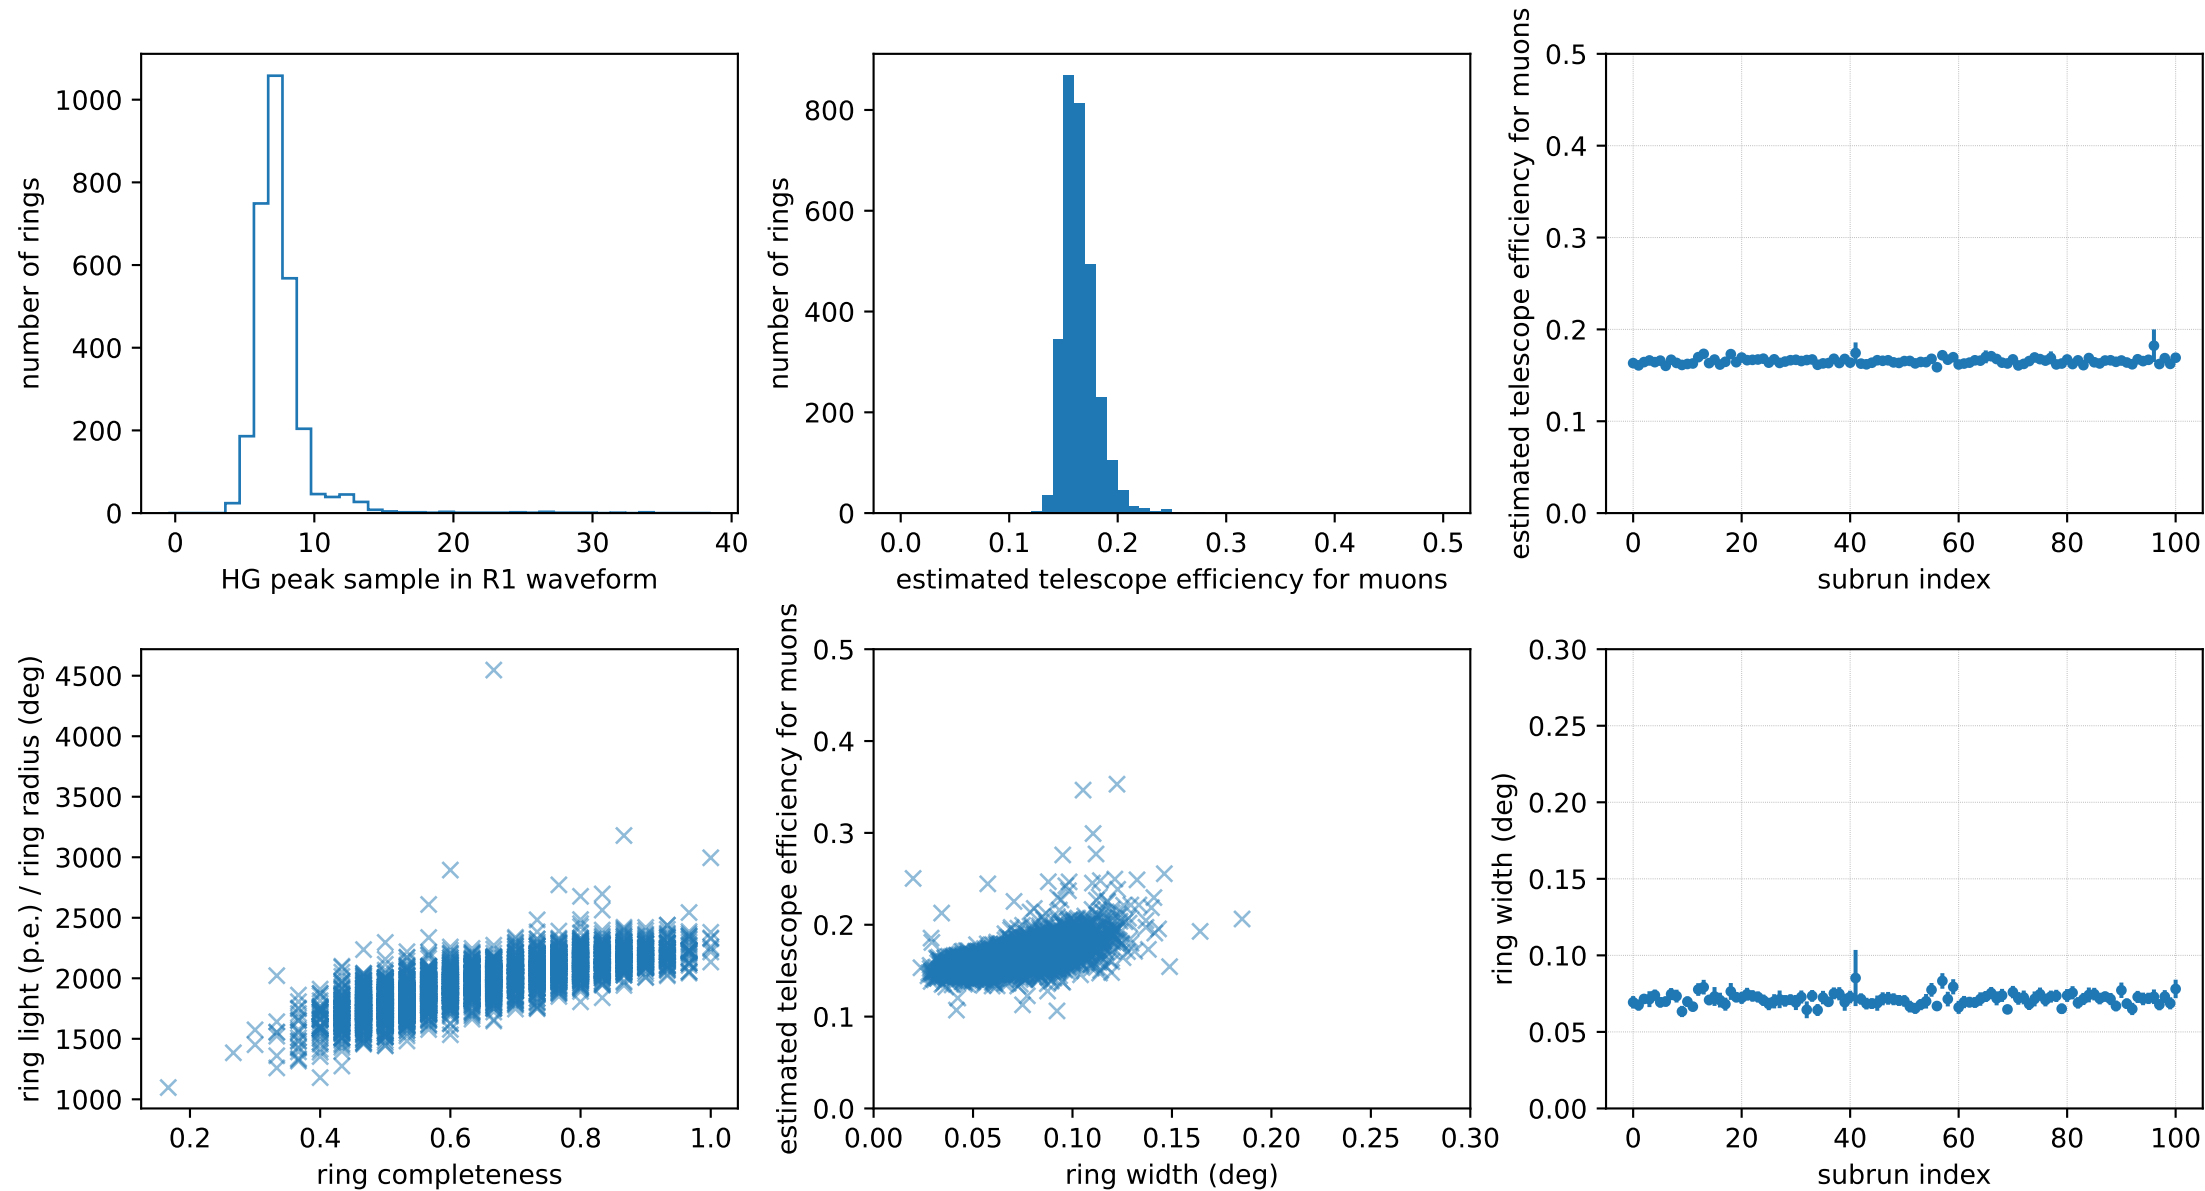 number of rings
1000
800
600
400
200
0
0 10 20 30 40
HG peak sample in R1 waveform
number of rings
800
600
400
200
0
0.0 0.1 0.2 0.3 0.4 0.5
estimated telescope efficiency for muons
estimated telescope efficiency for muons
0.5
0.4
0.3
0.2
0.1
0.0
0 20 40 60 80 100
subrun index
ring light (p.e.) / ring radius (deg)
4500
4000
3500
3000
2500
2000
1500
1000
0.2 0.4 0.6 0.8 1.0
ring completeness
estimated telescope efficiency for muons
0.5
0.4
0.3
0.2
0.1
0.0
0.00 0.05 0.10 0.15 0.20 0.25 0.30
ring width (deg)
ring width (deg)
0.30
0.25
0.20
0.15
0.10
0.05
0.00
0 20 40 60 80 100
subrun index